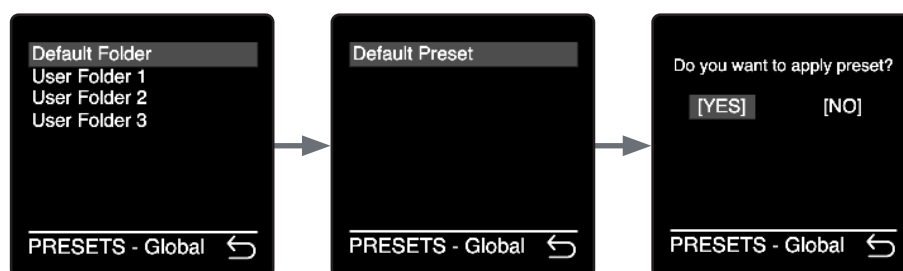 Default Folder
User Folder 1
User Folder 2
User Folder 3
PRESETS - Global
Default Preset
PRESETS - Global
Do you want to apply preset?
[YES] [NO]
PRESETS - Global